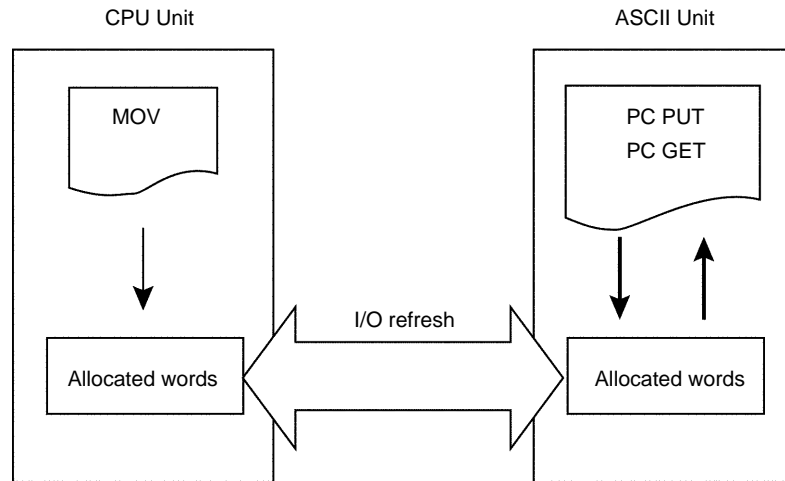 CPU Unit
ASCII Unit
MOV
PC PUT
PC GET
I/O refresh
Allocated words
Allocated words